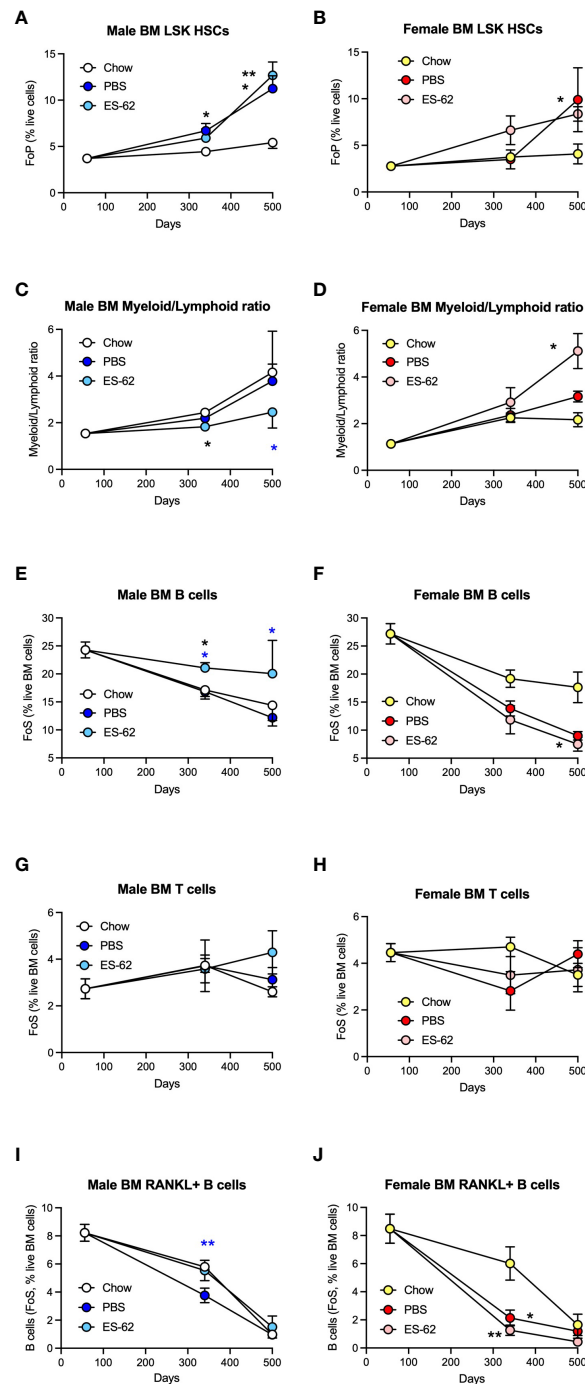 A
Male BM LSK HSCs
FoP (% live cells)
15
10
5
0
Chow
PBS
ES-62
*
**
*
0 100 200 300 400 500
Days
B
Female BM LSK HSCs
FoP (% live cells)
15
10
5
0
Chow
PBS
ES-62
*
0 100 200 300 400 500
Days
C
Male BM Myeloid/Lymphoid ratio
Myeloid/Lymphoid ratio
6
4
2
0
Chow
PBS
ES-62
*
*
0 100 200 300 400 500
Days
D
Female BM Myeloid/Lymphoid ratio
Myeloid/Lymphoid ratio
6
4
2
0
Chow
PBS
ES-62
*
0 100 200 300 400 500
Days
E
Male BM B cells
FoS (% live BM cells)
30
25
20
15
10
5
*
*
*
Chow
PBS
ES-62
0 100 200 300 400 500
Days
F
Female BM B cells
FoS (% live BM cells)
30
25
20
15
10
5
Chow
PBS
ES-62
*
0 100 200 300 400 500
Days
G
Male BM T cells
FoS (% live BM cells)
6
4
2
0
Chow
PBS
ES-62
0 100 200 300 400 500
Days
H
Female BM T cells
FoS (% live BM cells)
6
4
2
0
Chow
PBS
ES-62
0 100 200 300 400 500
Days
I
Male BM RANKL+ B cells
B cells (FoS, % live BM cells)
10
8
6
4
2
0
**
Chow
PBS
ES-62
0 100 200 300 400 500
Days
J
Female BM RANKL+ B cells
B cells (FoS, % live BM cells)
10
8
6
4
2
0
Chow
PBS
ES-62
*
**
0 100 200 300 400 500
Days